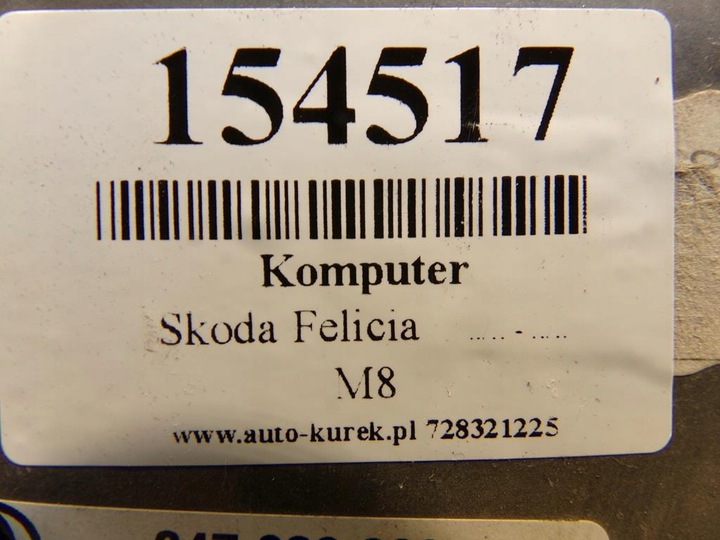 154517
Komputer
Skoda Felicia
M8
www.auto-kurek.pl 728321225